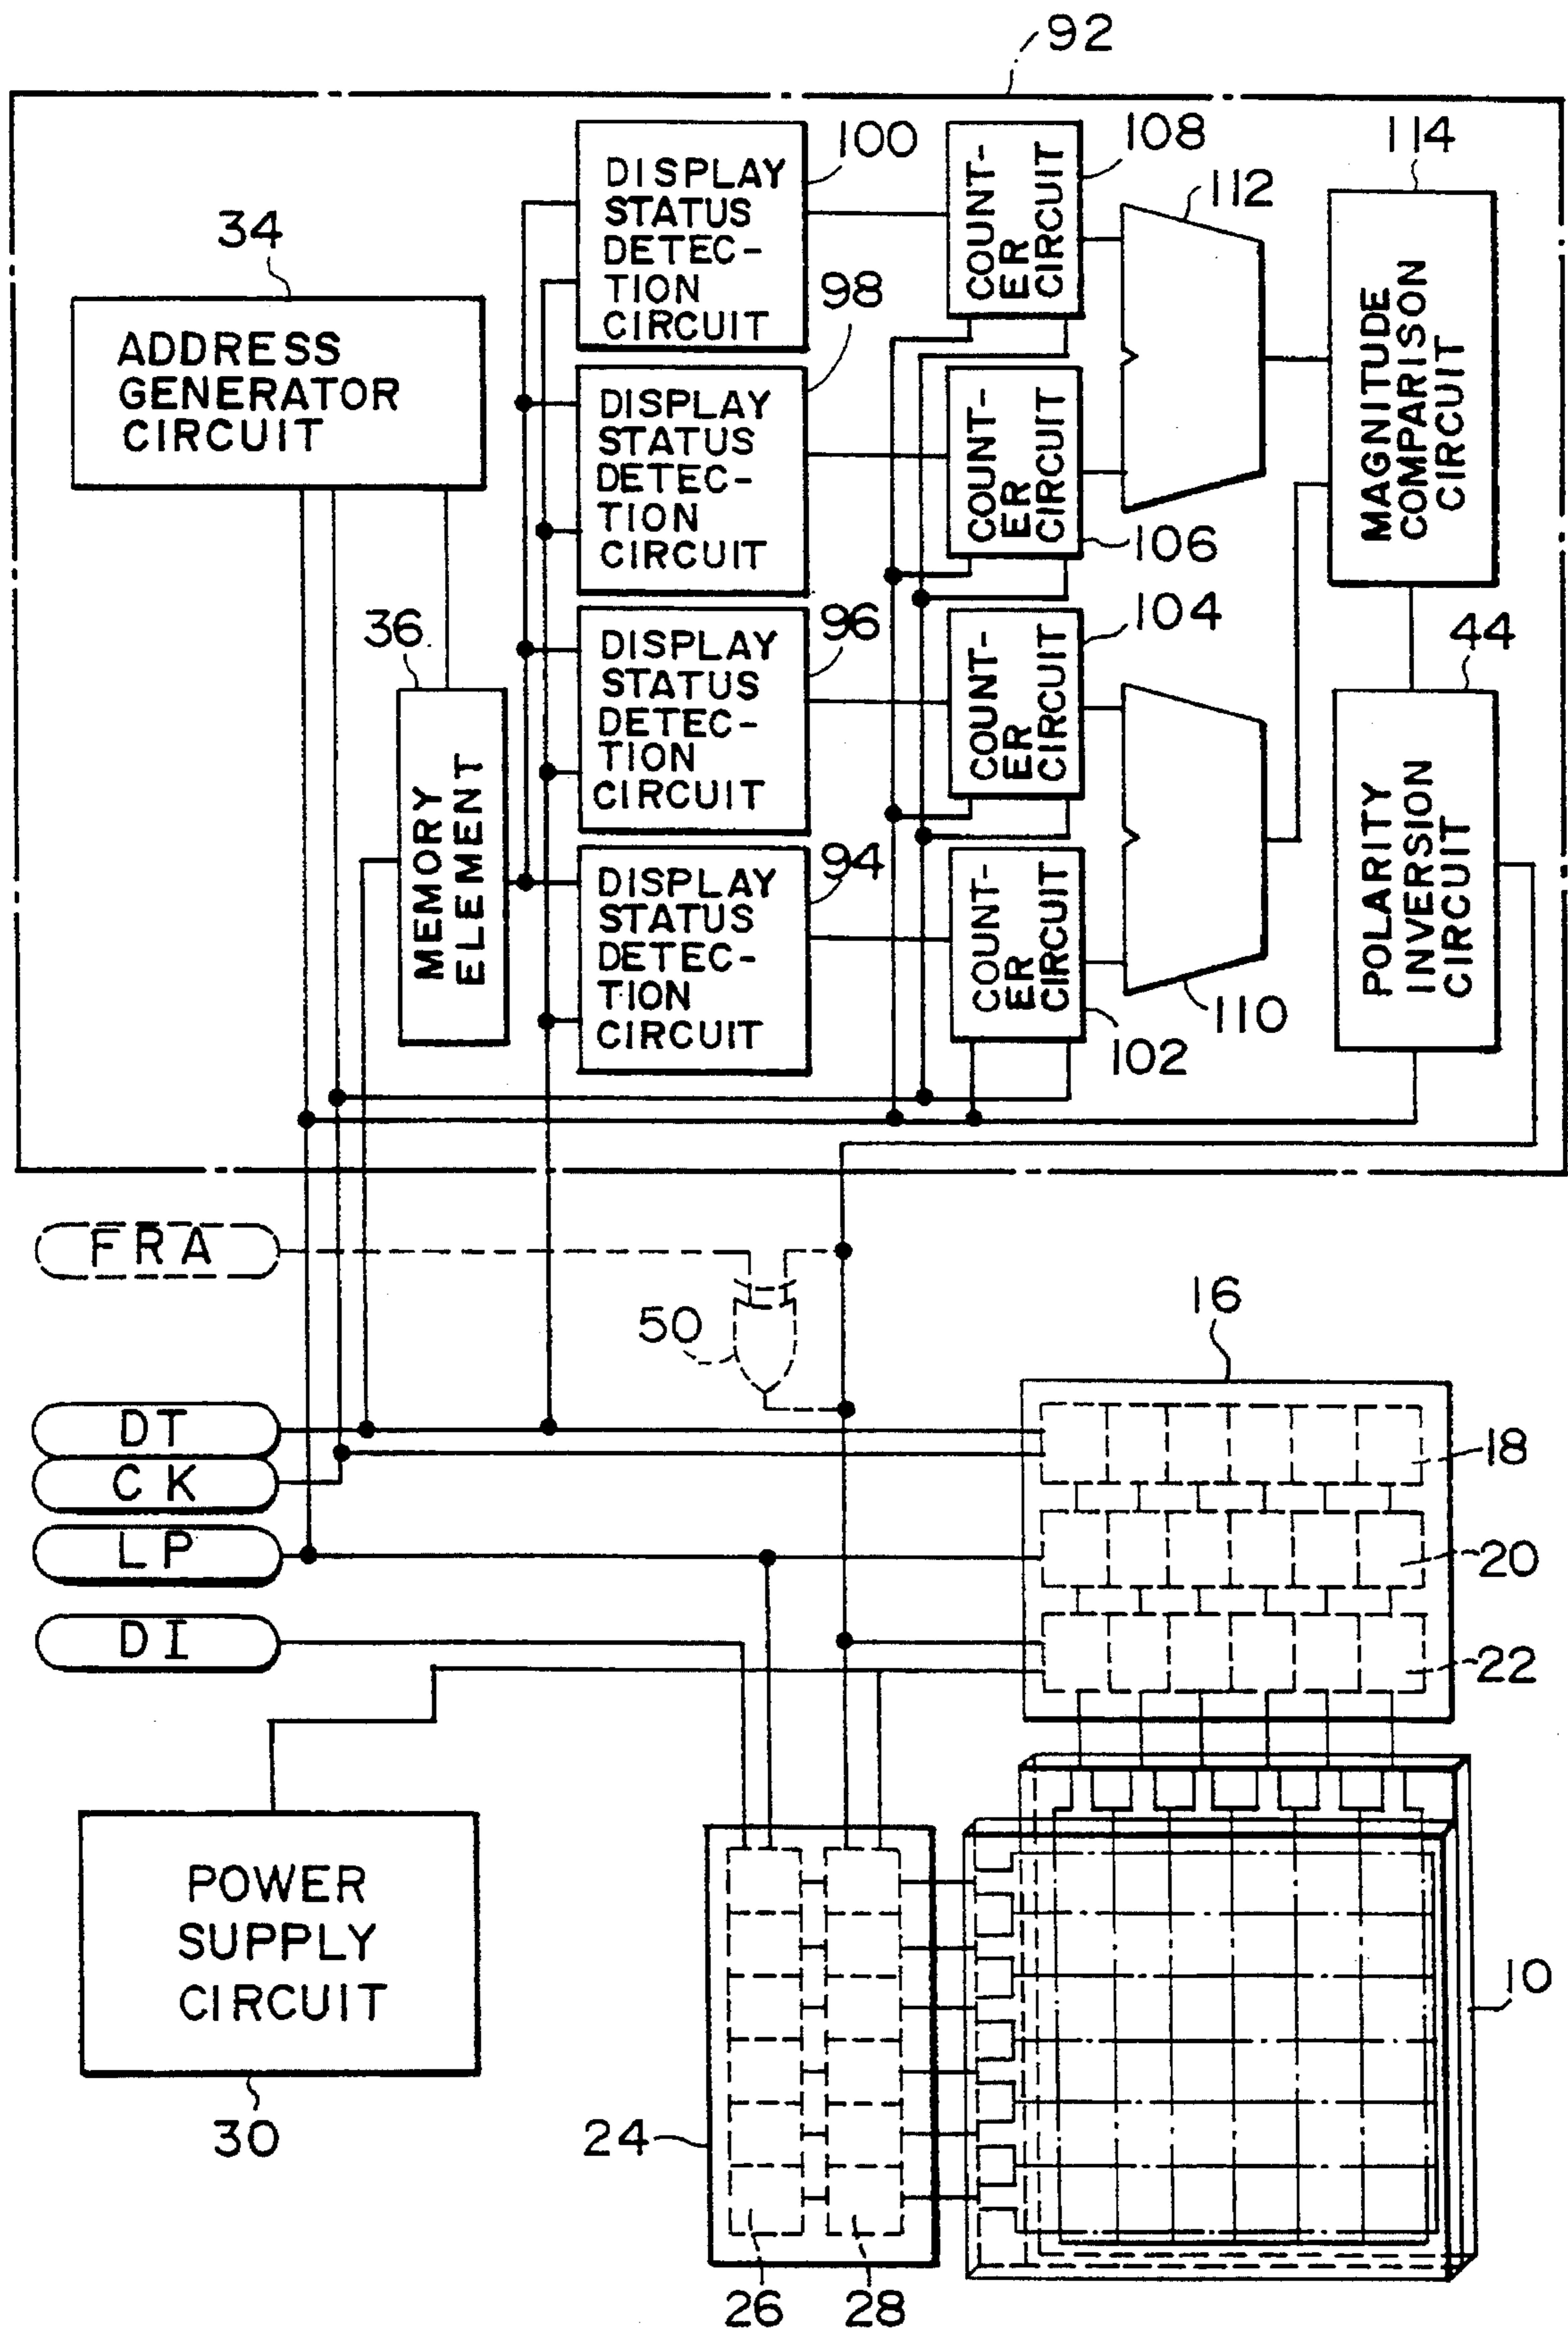 92
100
DISPLAY
STATUS
DETEC-
TION
CIRCUIT
108
COUNT-
ER
CIRCUIT
112
114
MAGNITUDE
COMPARISON
CIRCUIT
34
ADDRESS
GENERATOR
CIRCUIT
98
DISPLAY
STATUS
DETEC-
TION
CIRCUIT
COUNT-
ER
CIRCUIT
106
36
MEMORY
ELEMENT
96
DISPLAY
STATUS
DETEC-
TION
CIRCUIT
104
COUNT-
ER
CIRCUIT
44
POLARITY
INVERSION
CIRCUIT
94
DISPLAY
STATUS
DETEC-
TION
CIRCUIT
COUNT-
ER
CIRCUIT
102
110
FRA
50
16
DT
CK
LP
DI
18
20
22
POWER
SUPPLY
CIRCUIT
30
24
26
28
10